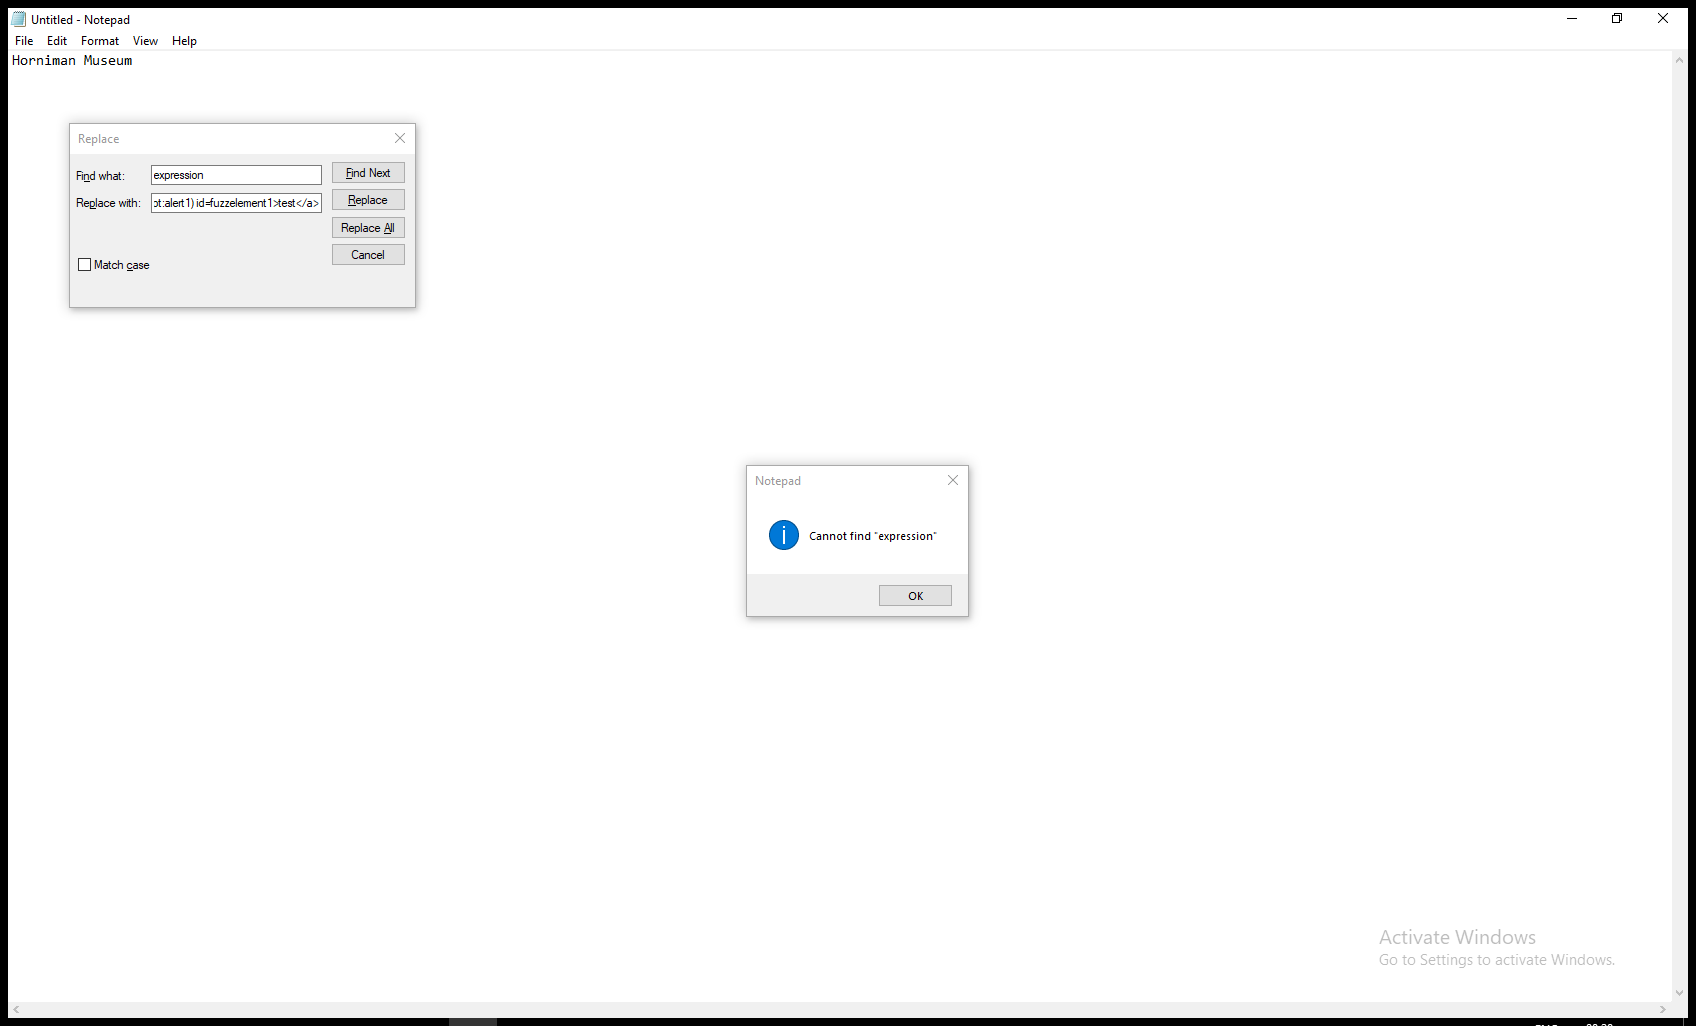 Untitled - Notepad
File Edit Format View Help
Horniman Museum
Replace
Find what: expression Find Next
Replace with: pt:alert1) id=fuzzelement1>test</a> Replace
Replace All
Cancel
Match case
Notepad
Cannot find "expression"
OK
Activate Windows
Go to Settings to activate Windows.